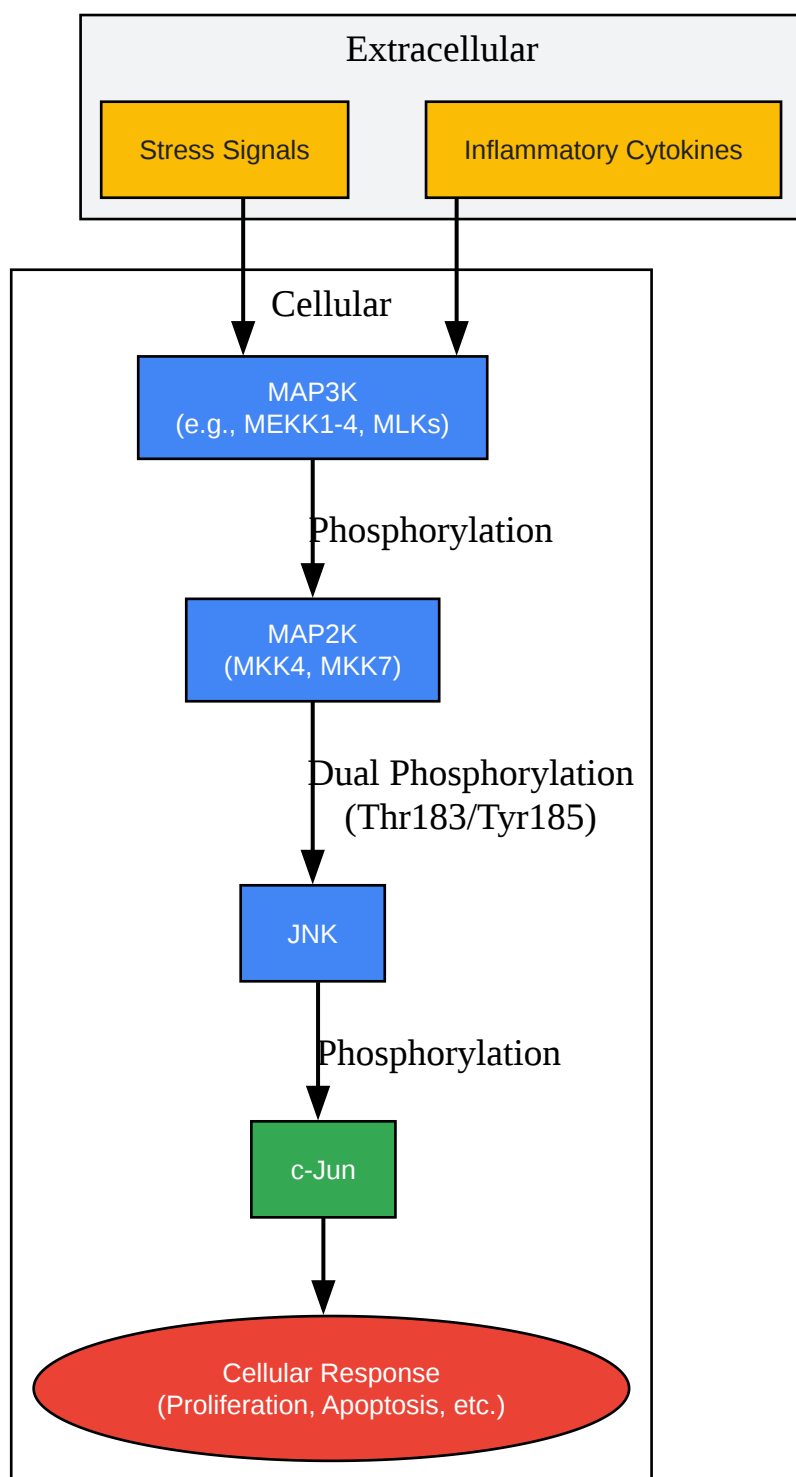 Extracellular
Stress Signals
Inflammatory Cytokines
Cellular
MAP3K
(e.g., MEKK1-4, MLKs)
Phosphorylation
MAP2K
(MKK4, MKK7)
Dual Phosphorylation
(Thr183/Tyr185)
JNK
Phosphorylation
c-Jun
Cellular Response
(Proliferation, Apoptosis, etc.)